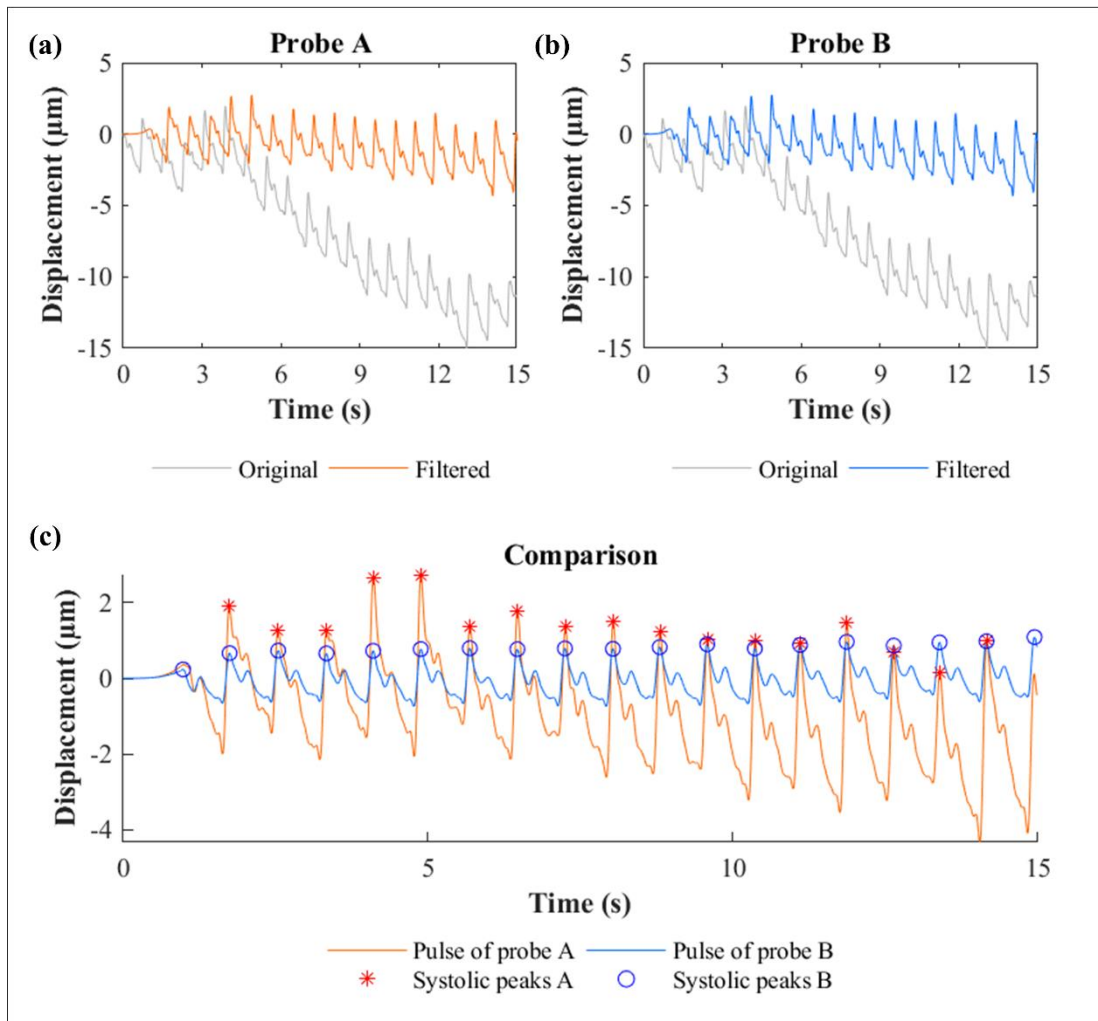 (a)
Probe A
5
0
-5
-10
-15
Displacement (µm)
0 3 6 9 12 15
Time (s)
Original Filtered
(b)
Probe B
5
0
-5
-10
-15
Displacement (µm)
0 3 6 9 12 15
Time (s)
Original Filtered
(c)
Comparison
2
0
-2
-4
Displacement (µm)
0 5 10 15
Time (s)
Pulse of probe A Pulse of probe B
Systolic peaks A Systolic peaks B